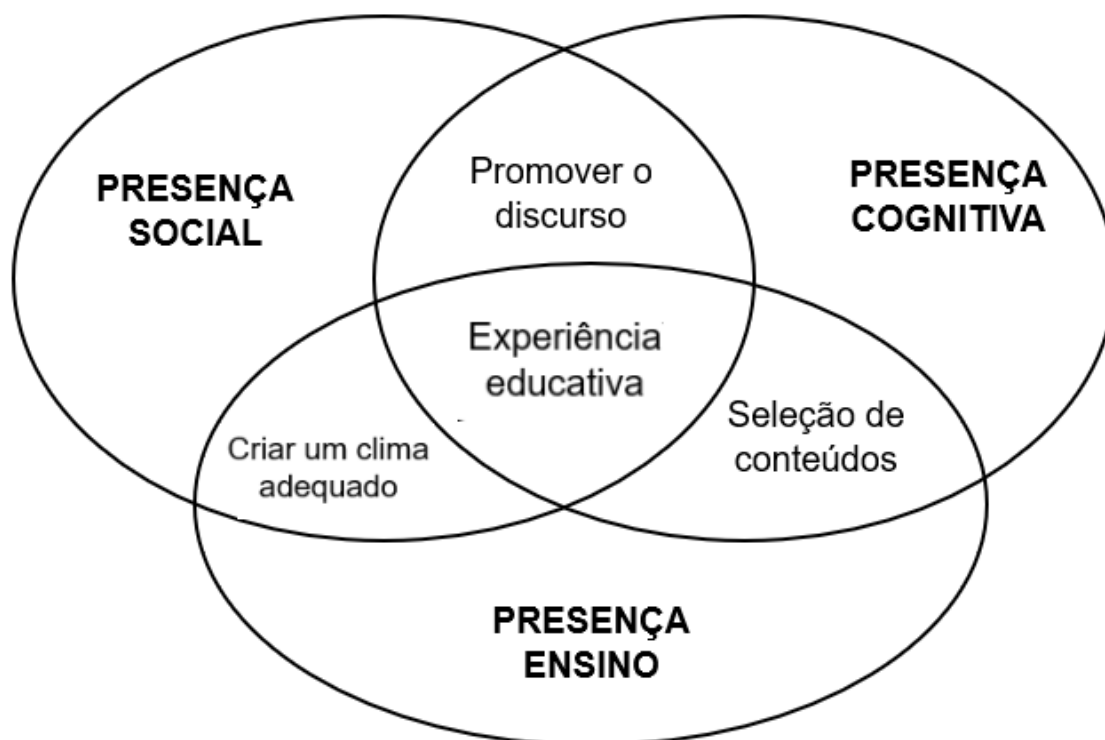 PRESENÇA
SOCIAL
Promover o
discurso
PRESENÇA
COGNITIVA
Experiência
educativa
Criar um clima
adequado
Seleção de
conteúdos
PRESENÇA
ENSINO